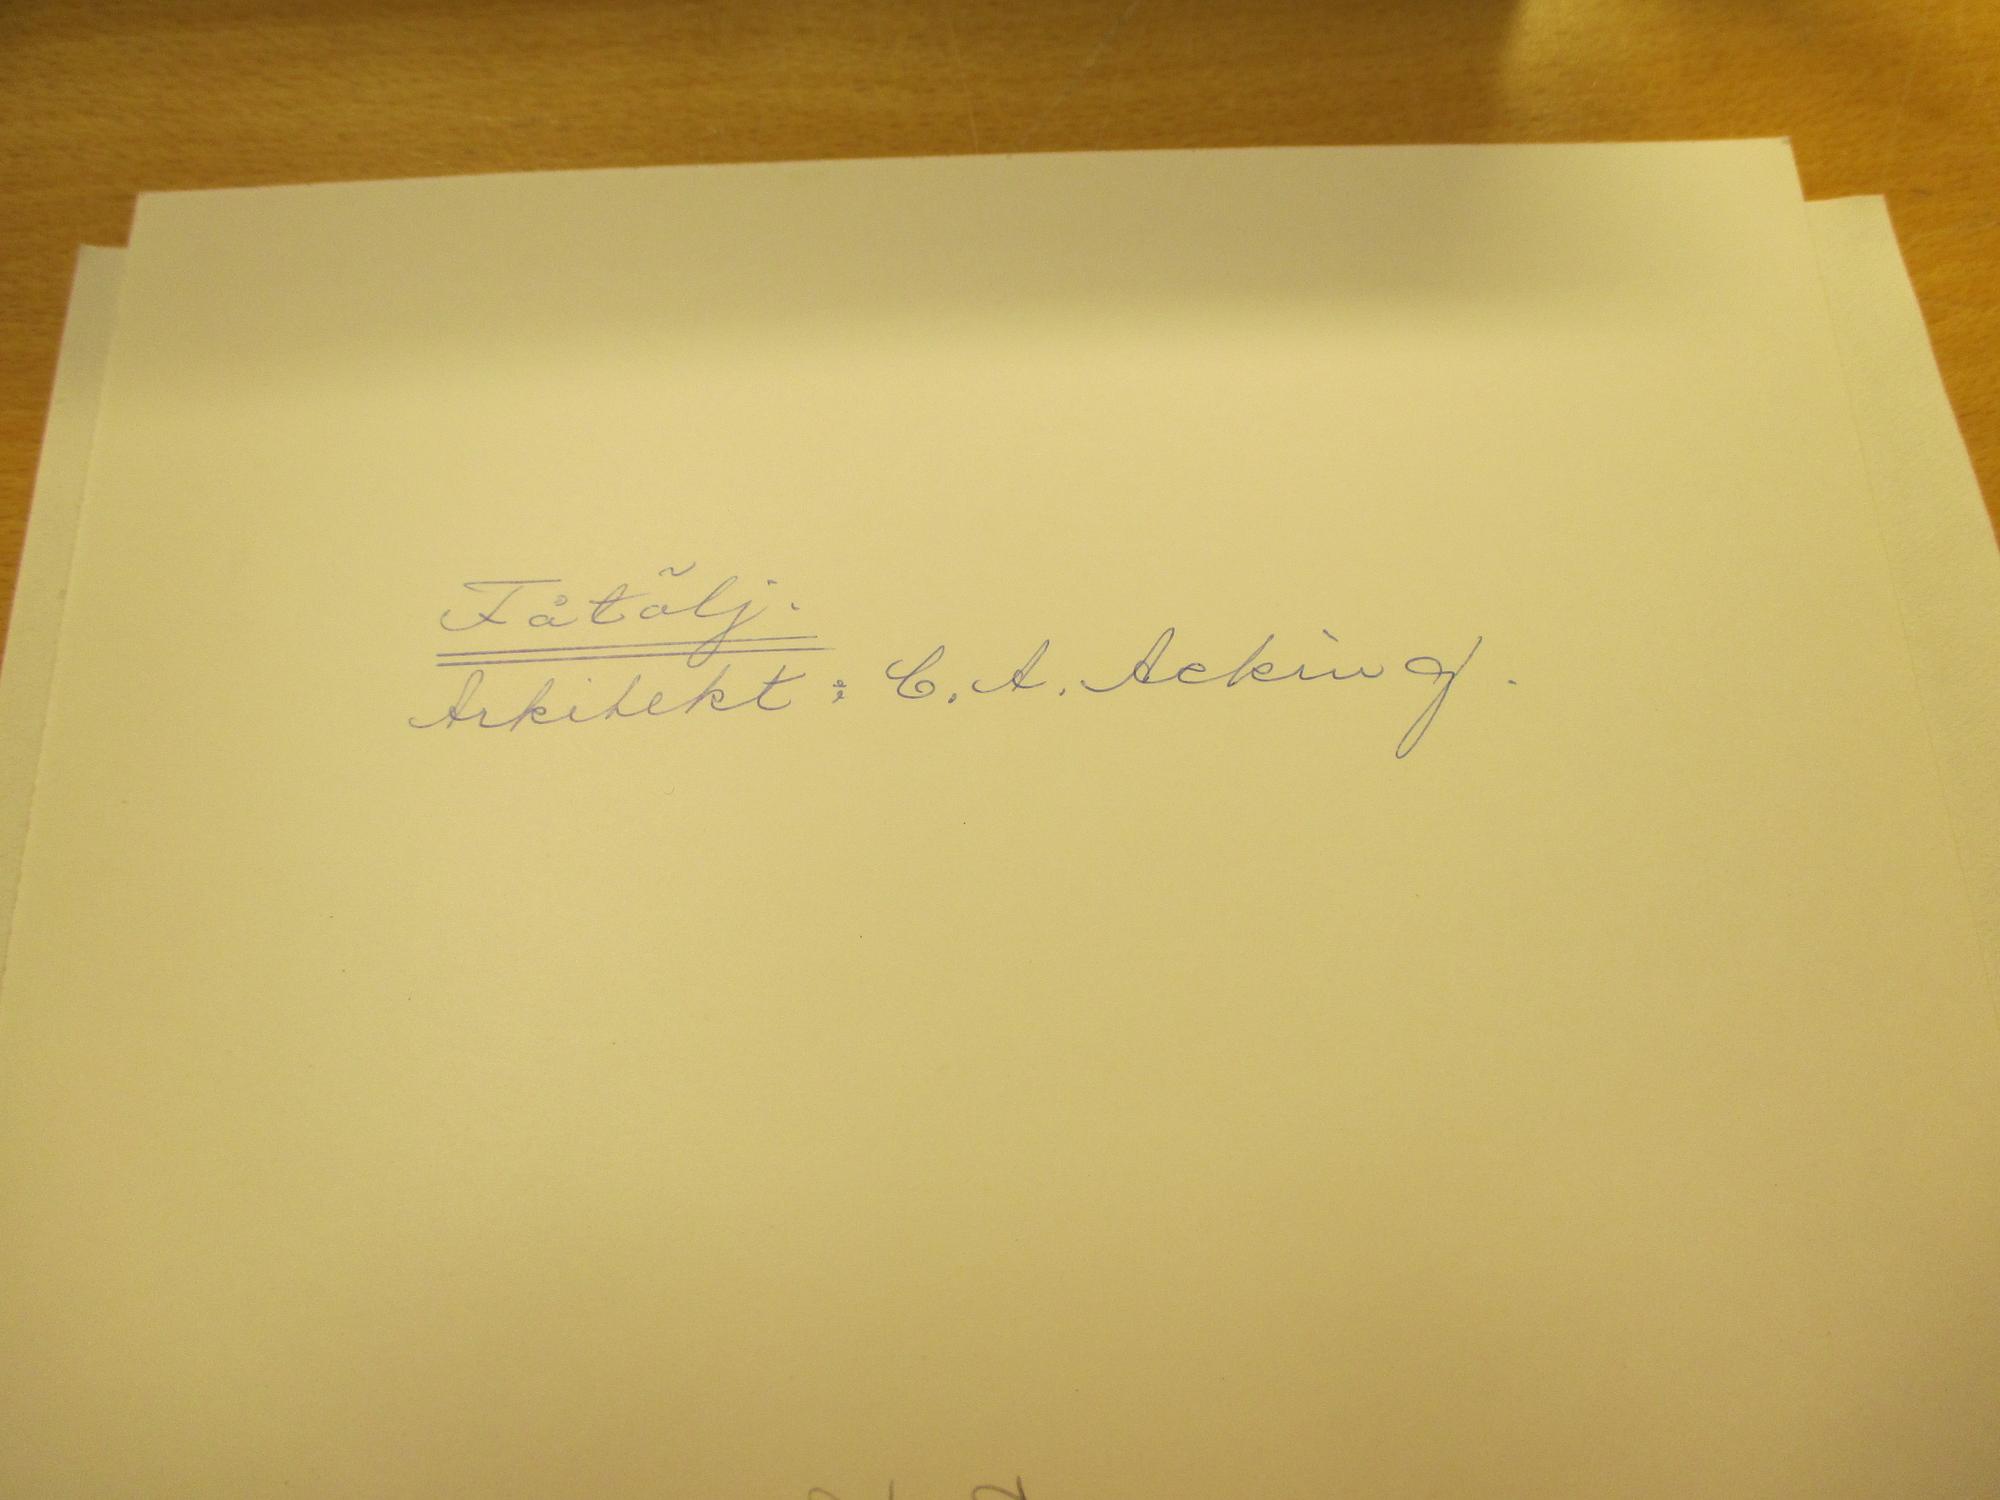 Fåtölj.
Arkitekt: C. A. Acking.